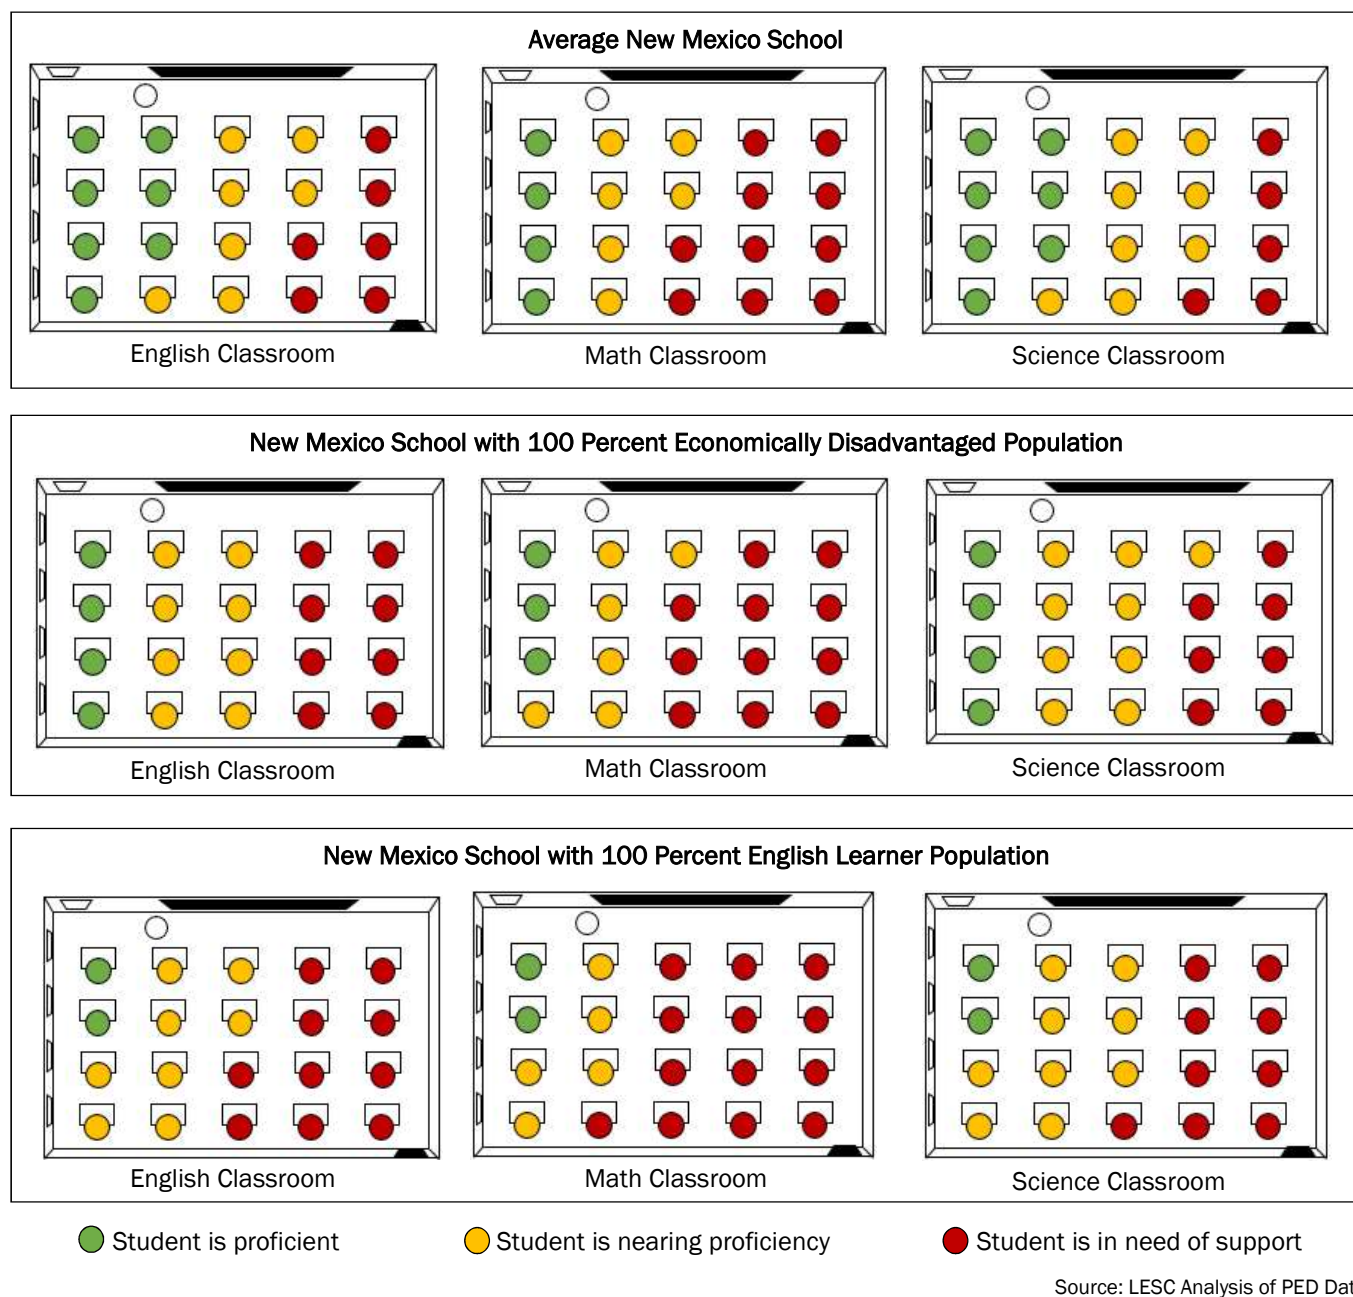 Average New Mexico School
English Classroom
Math Classroom
Science Classroom
New Mexico School with 100 Percent Economically Disadvantaged Population
English Classroom
Math Classroom
Science Classroom
New Mexico School with 100 Percent English Learner Population
English Classroom
Math Classroom
Science Classroom
Student is proficient
Student is nearing proficiency
Student is in need of support
Source: LESC Analysis of PED Dat